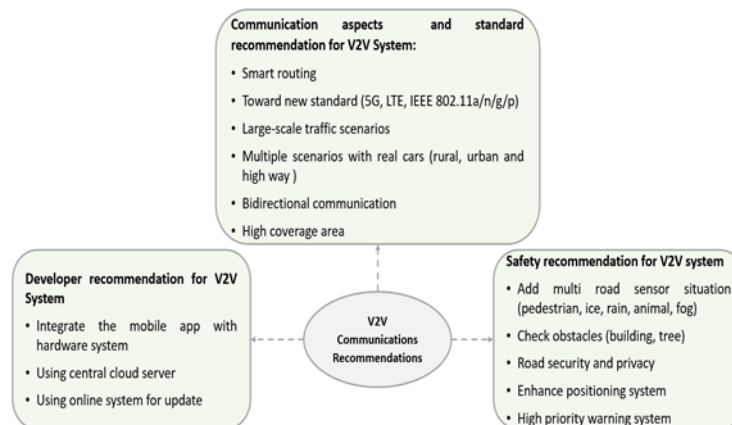 Communication aspects and standard
recommendation for V2V System:
• Smart routing
• Toward new standard (5G, LTE, IEEE 802.11a/n/g/p)
• Large-scale traffic scenarios
• Multiple scenarios with real cars (rural, urban and
high way )
• Bidirectional communication
• High coverage area
Developer recommendation for V2V
System
• Integrate the mobile app with
hardware system
• Using central cloud server
• Using online system for update
V2V
Communications
Recommendations
Safety recommendation for V2V system
• Add multi road sensor situation
(pedestrian, ice, rain, animal, fog)
• Check obstacles (building, tree)
• Road security and privacy
• Enhance positioning system
• High priority warning system